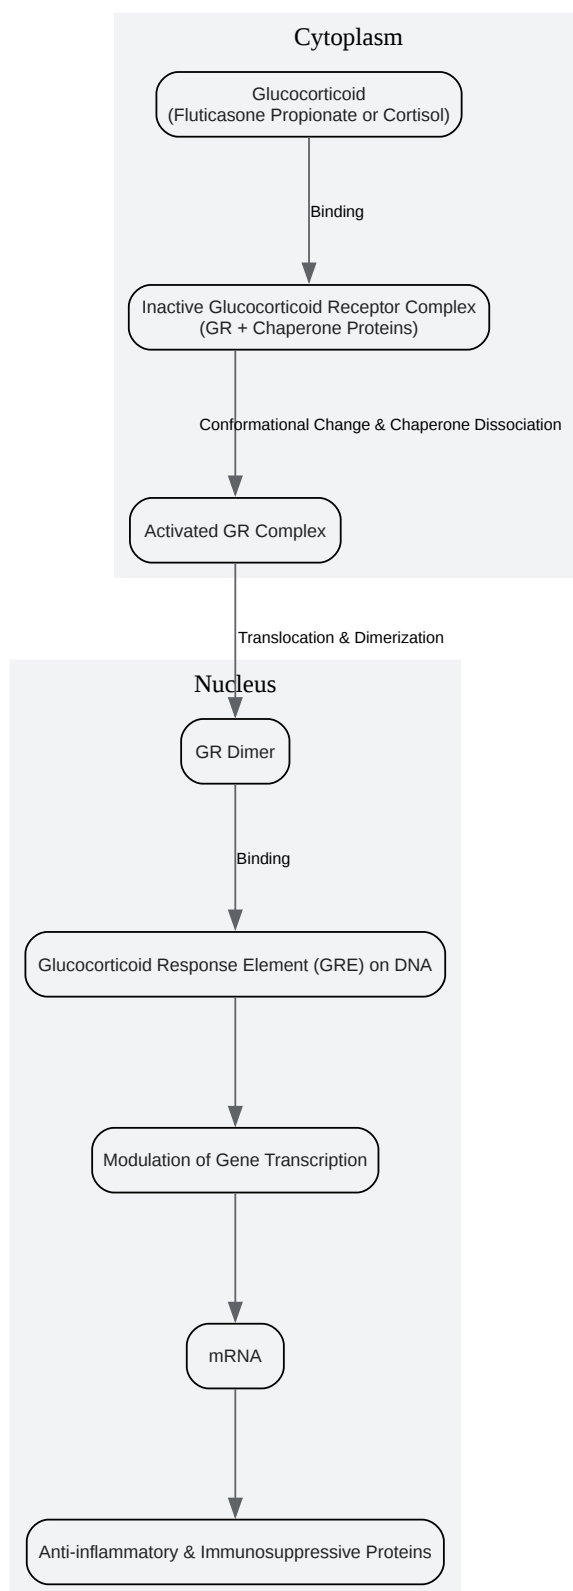 Cytoplasm
Glucocorticoid
(Fluticasone Propionate or Cortisol)
Binding
Inactive Glucocorticoid Receptor Complex
(GR + Chaperone Proteins)
Conformational Change & Chaperone Dissociation
Activated GR Complex
Translocation & Dimerization
Nucleus
GR Dimer
Binding
Glucocorticoid Response Element (GRE) on DNA
Modulation of Gene Transcription
mRNA
Anti-inflammatory & Immunosuppressive Proteins